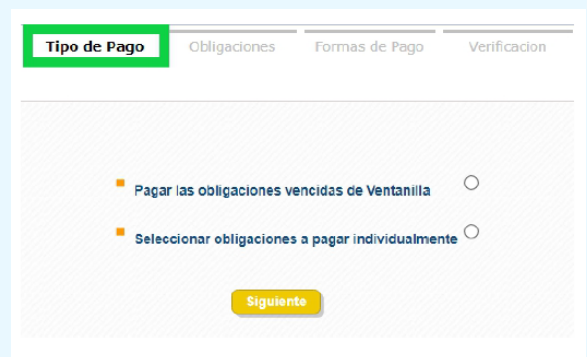 Tipo de Pago Obligaciones Formas de Pago Verificacion
Pagar las obligaciones vencidas de Ventanilla
Seleccionar obligaciones a pagar individualmente
Siguiente